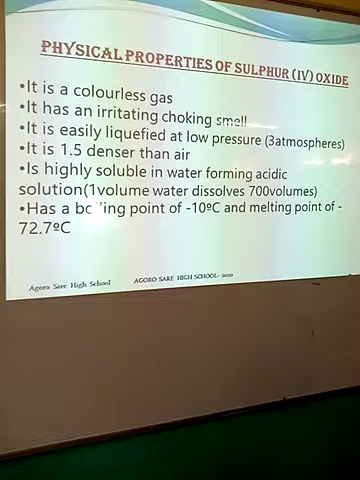 PHYSICAL PROPERTIES OF SULPHUR (IV) OXIDE
•It is a colourless gas
•It has an irritating choking smell
•It is easily liquefied at low pressure (3atmospheres)
•It is 1.5 denser than air
•Is highly soluble in water forming acidic
solution(1volume water dissolves 700volumes)
•Has a boiling point of -10ºC and melting point of -
72.7ºC
Agoro Sare High School
AGORO SARE HIGH SCHOOL- 2020